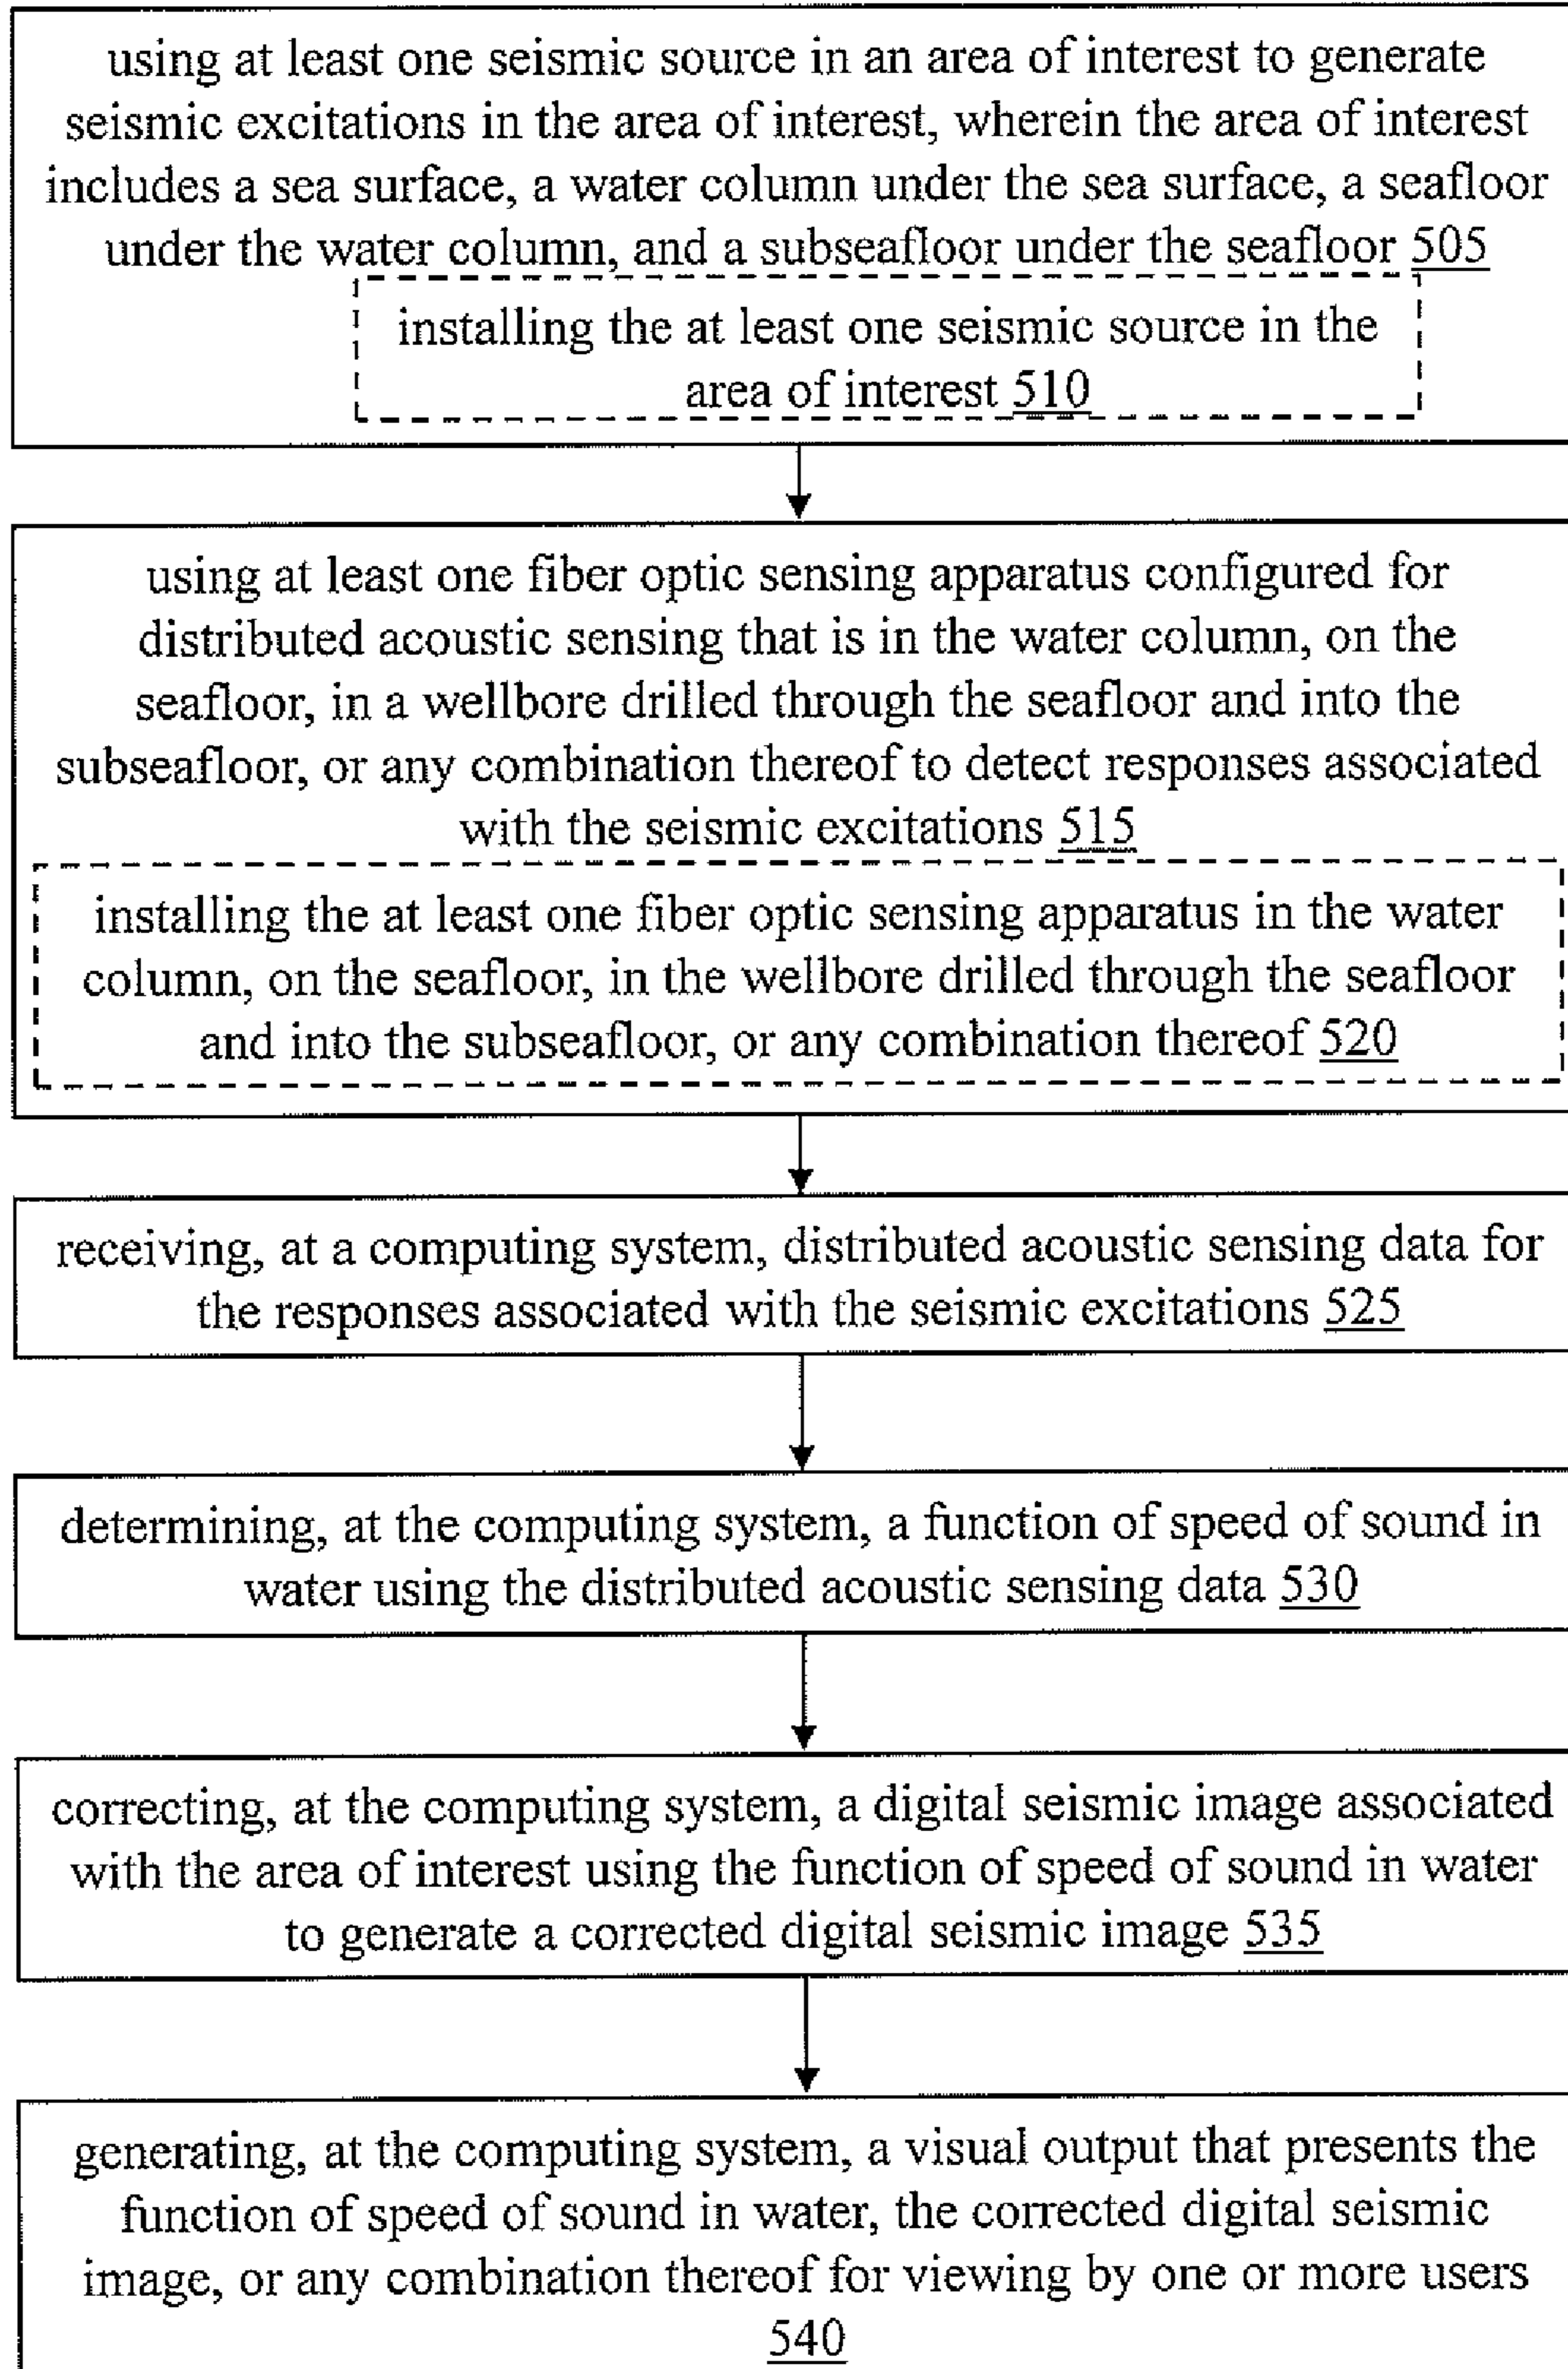 using at least one seismic source in an area of interest to generate
seismic excitations in the area of interest, wherein the area of interest
includes a sea surface, a water column under the sea surface, a seafloor
under the water column, and a subseafloor under the seafloor 505
installing the at least one seismic source in the
area of interest 510
using at least one fiber optic sensing apparatus configured for
distributed acoustic sensing that is in the water column, on the
seafloor, in a wellbore drilled through the seafloor and into the
subseafloor, or any combination thereof to detect responses associated
with the seismic excitations 515
installing the at least one fiber optic sensing apparatus in the water
column, on the seafloor, in the wellbore drilled through the seafloor
and into the subseafloor, or any combination thereof 520
receiving, at a computing system, distributed acoustic sensing data for
the responses associated with the seismic excitations 525
determining, at the computing system, a function of speed of sound in
water using the distributed acoustic sensing data 530
correcting, at the computing system, a digital seismic image associated
with the area of interest using the function of speed of sound in water
to generate a corrected digital seismic image 535
generating, at the computing system, a visual output that presents the
function of speed of sound in water, the corrected digital seismic
image, or any combination thereof for viewing by one or more users
540